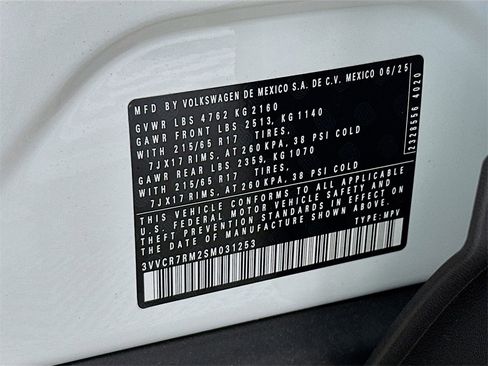 MFD BY VOLKSWAGEN DE MEXICO S.A. DE C.V. MEXICO 06/25
GVWR LBS 4762 KG 2160
GAWR FRONT LBS 2513, KG 1140
WITH 215/65 R17 TIRES,
7JX17 RIMS, AT 260 KPA, 38 PSI COLD
GAWR REAR LBS 2359, KG 1070
WITH 215/65 R17 TIRES,
7JX17 RIMS, AT 260 KPA, 38 PSI COLD
THIS VEHICLE CONFORMS TO ALL APPLICABLE
U.S. FEDERAL MOTOR VEHICLE SAFETY AND
THEFT PREVENTION STANDARDS IN EFFECT ON
THE DATE OF MANUFACTURE SHOWN ABOVE
3VVCR7RM2SM031253 TYPE: MPV
2328556 4020